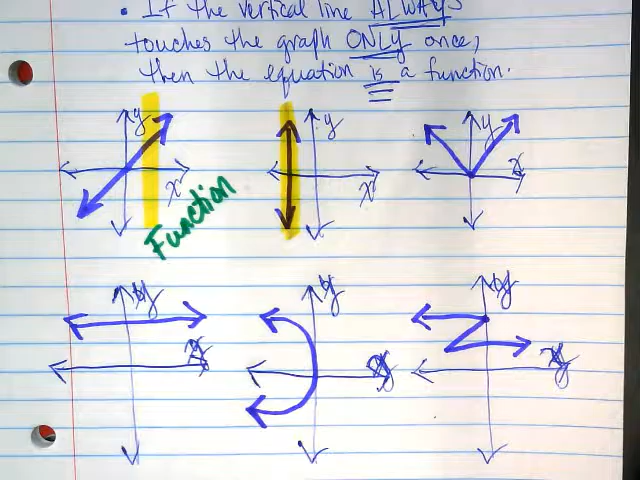 • If the vertical line ALWAYS
touches the graph ONLY once,
then the equation is a function.
y
x
y
x
y
x
Function
y
y
y
y
y
y